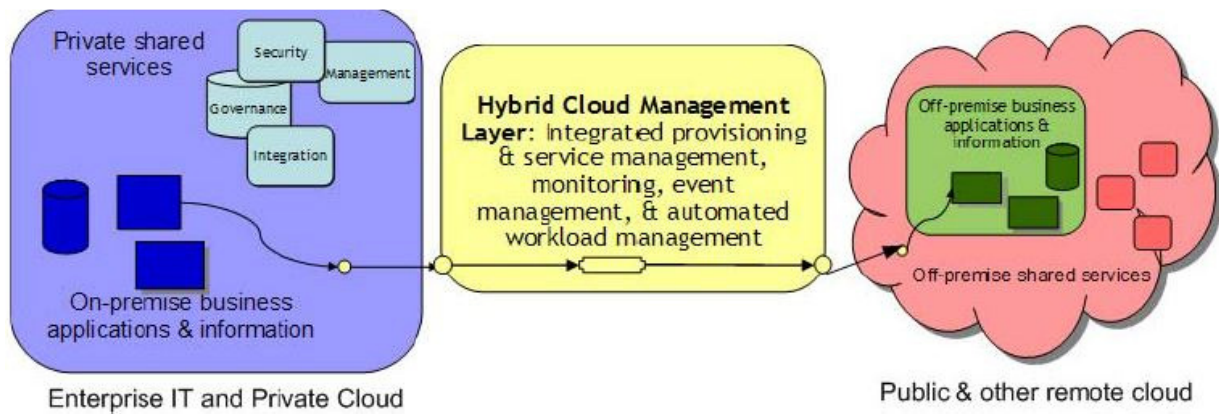 Private shared
services
Security
Management
Governance
Integration
On-premise business
applications & information
Enterprise IT and Private Cloud
Hybrid Cloud Management
Layer: Integrated provisioning
& service management,
monitoring, event
management, & automated
workload management
Off-premise business
applications &
information
Off-premise shared services
Public & other remote cloud